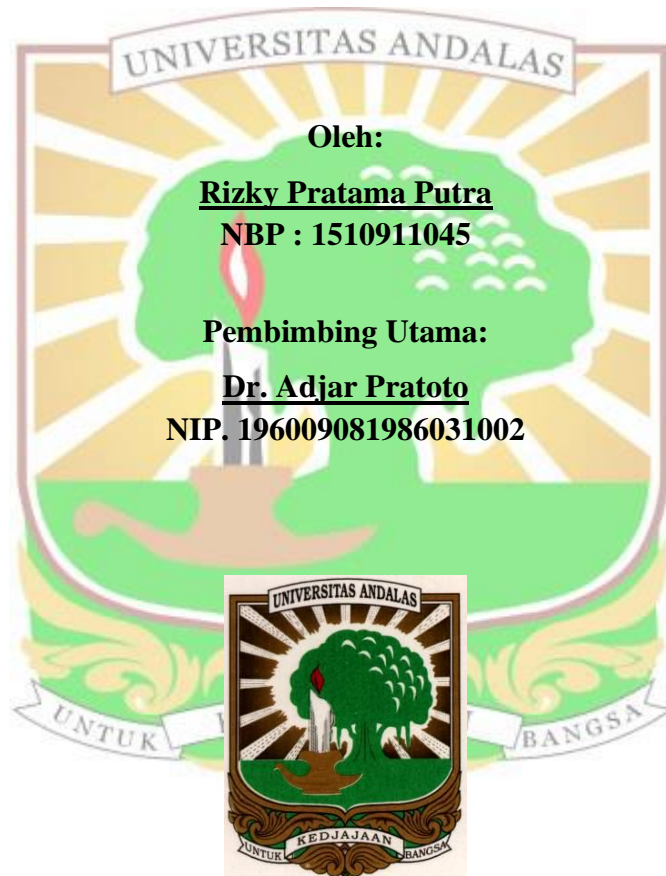 UNIVERSITAS ANDALAS
Oleh:
Rizky Pratama Putra
NBP : 1510911045
Pembimbing Utama:
Dr. Adjar Pratoto
NIP. 196009081986031002
UNIVERSITAS ANDALAS
UNTUK BANGSA
UNTUK KEDJAJAAN BANGSA